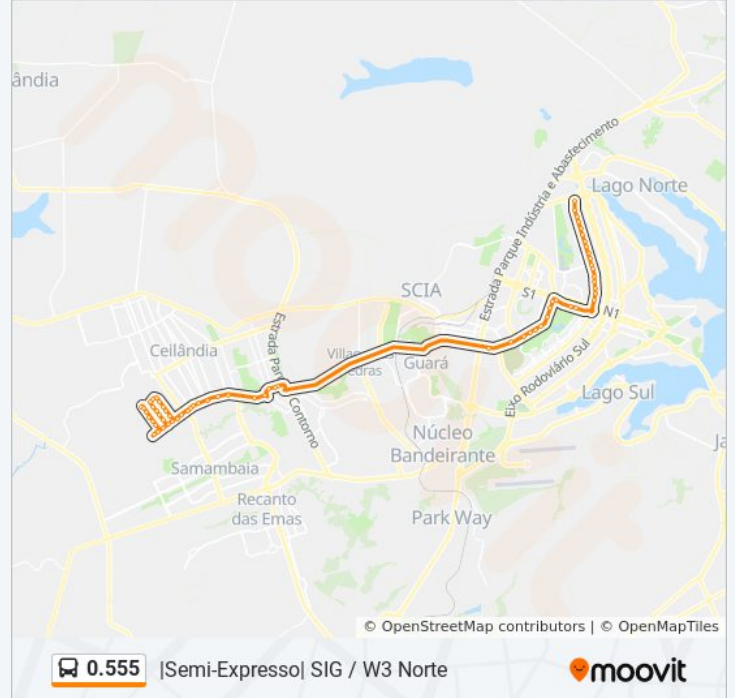 ândia
Estrada Parque Indústria e Abastecimento
Lago Norte
SCIA
S1
N1
Estrada Par
Contorno
Ceilândia
Guará
Eixo Rodoviário Sul
Lago Sul
Núcleo
Bandeirante
Samambaia
Recanto
das Emas
Park Way
© OpenStreetMap contributors | © OpenMapTiles
0.555 |Semi-Expresso| SIG / W3 Norte
moovit